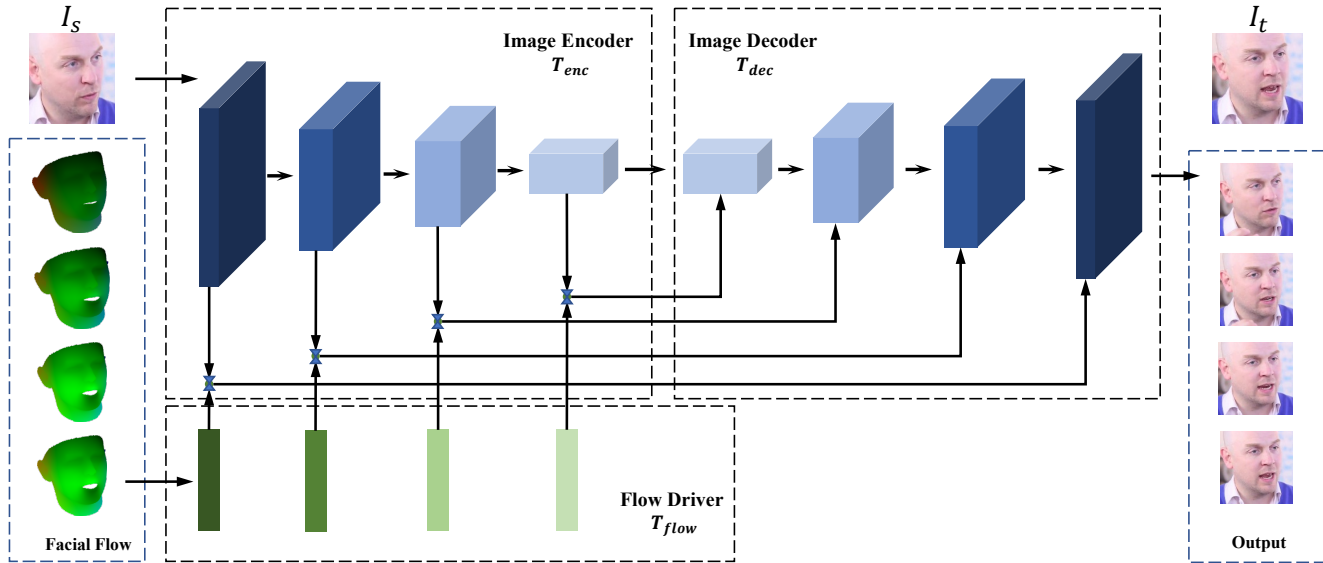 I_s
Image Encoder
T_enc
Image Decoder
T_dec
I_t
Flow Driver
T_flow
Facial Flow
Output